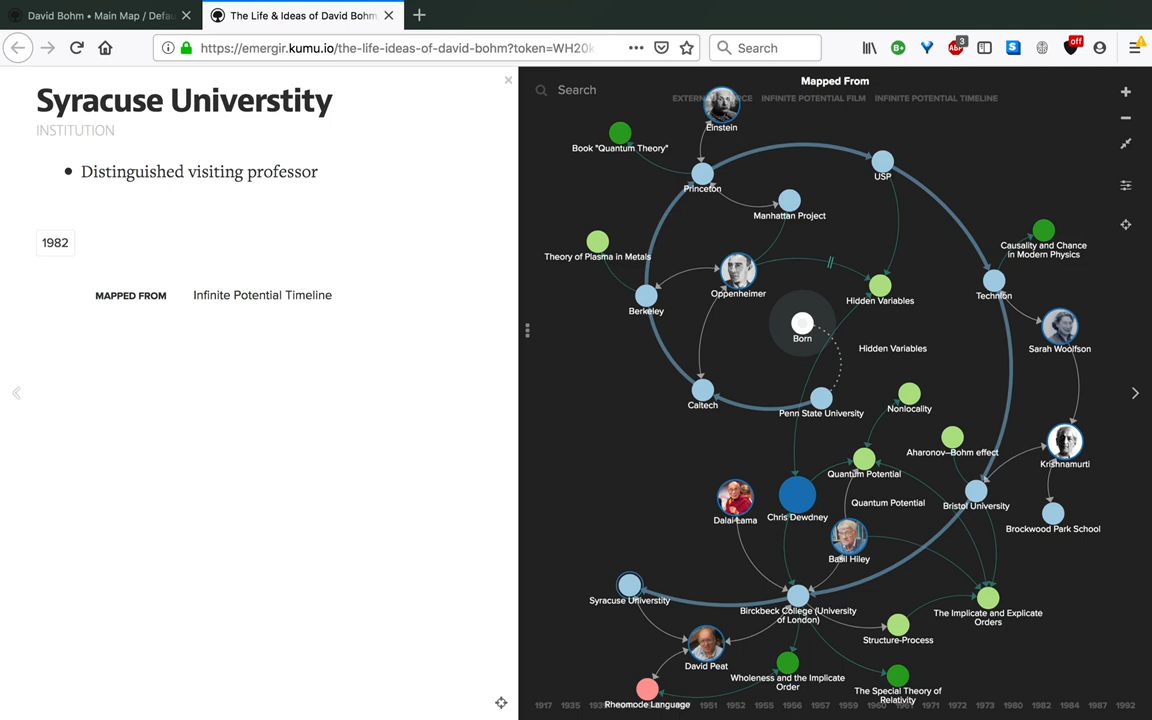 David Bohm • Main Map / Defau
The Life & Ideas of David Bohm
https://emergir.kumu.io/the-life-ideas-of-david-bohm?token=WH20k
Search
B+
ABP
3
S
off
Syracuse Universtity
INSTITUTION
Distinguished visiting professor
1982
MAPPED FROM
Infinite Potential Timeline
Search
Mapped From
INFINITE POTENTIAL FILM
INFINITE POTENTIAL TIMELINE
Einstein
Book "Quantum Theory"
Princeton
USP
Manhattan Project
Theory of Plasma in Metals
Causality and Chance
in Modern Physics
Oppenheimer
Hidden Variables
Technion
Berkeley
Born
Hidden Variables
Sarah Woolfson
Caltech
Penn State University
Nonlocality
Aharonov–Bohm effect
Krishnamurti
Quantum Potential
Quantum Potential
Bristol University
Dalai Lama
Chris Dewdney
Brockwood Park School
Basil Hiley
Syracuse Universtity
Birckbeck College (University
of London)
The Implicate and Explicate
Orders
Structure-Process
David Peat
Wholeness and the Implicate
Order
The Special Theory of
Relativity
Rheomode Language
1917 1935 1951 1952 1956 1957 1959 1960 1961 1971 1972 1973 1980 1982 1984 1987 1992